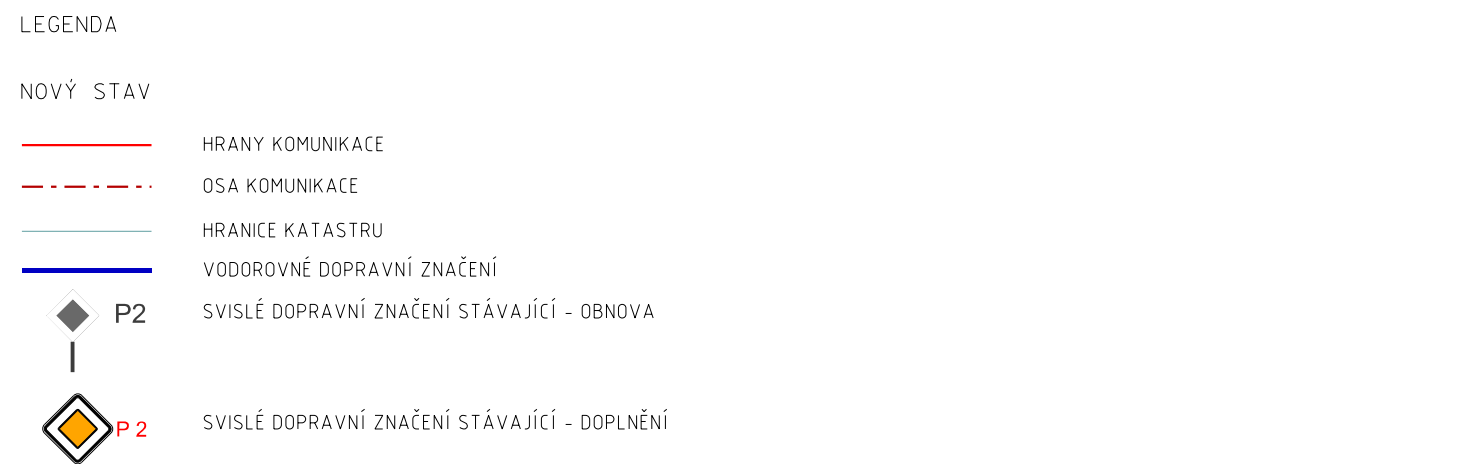 LEGENDA
NOVÝ STAV
HRANY KOMUNIKACE
OSA KOMUNIKACE
HRANICE KATASTRU
VODOROVNÉ DOPRAVNÍ ZNAČENÍ
P2 SVISLÉ DOPRAVNÍ ZNAČENÍ STÁVAJÍCÍ - OBNOVA
P 2 SVISLÉ DOPRAVNÍ ZNAČENÍ STÁVAJÍCÍ - DOPLNĚNÍ